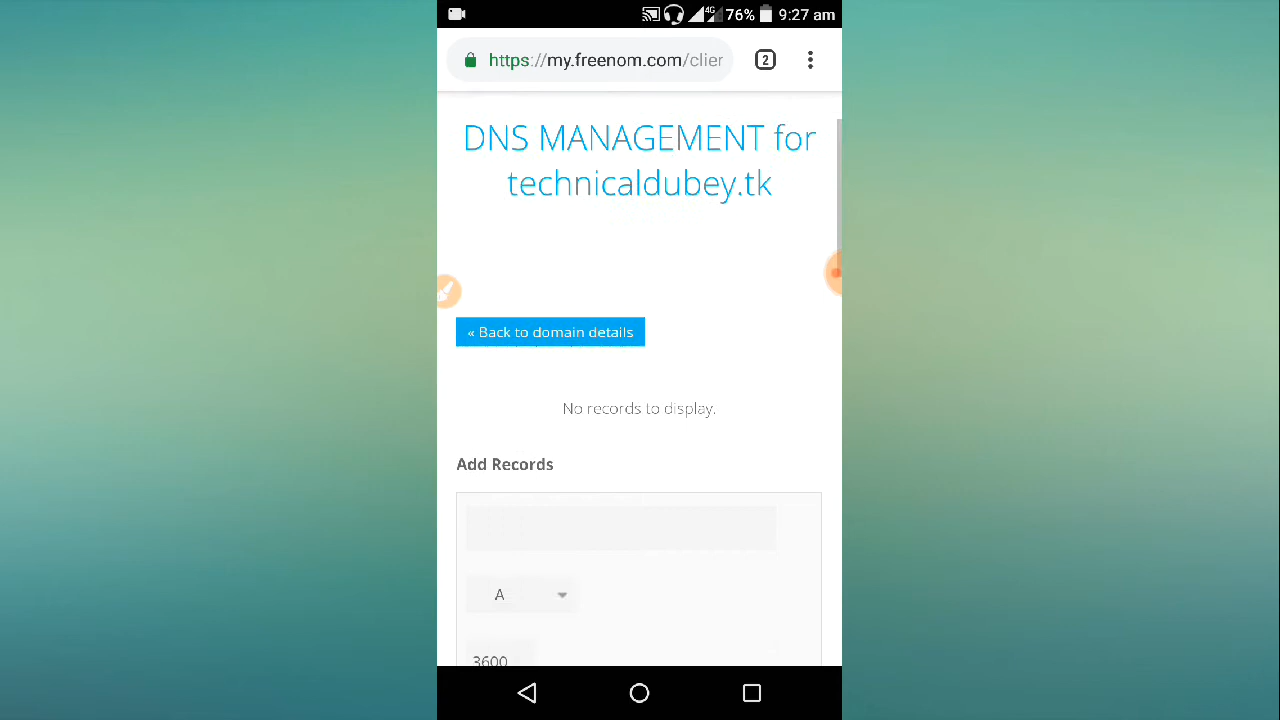 4G 76% 9:27 am
https://my.freenom.com/clier 2
DNS MANAGEMENT for
technicaldubey.tk
« Back to domain details
No records to display.
Add Records
A
3600